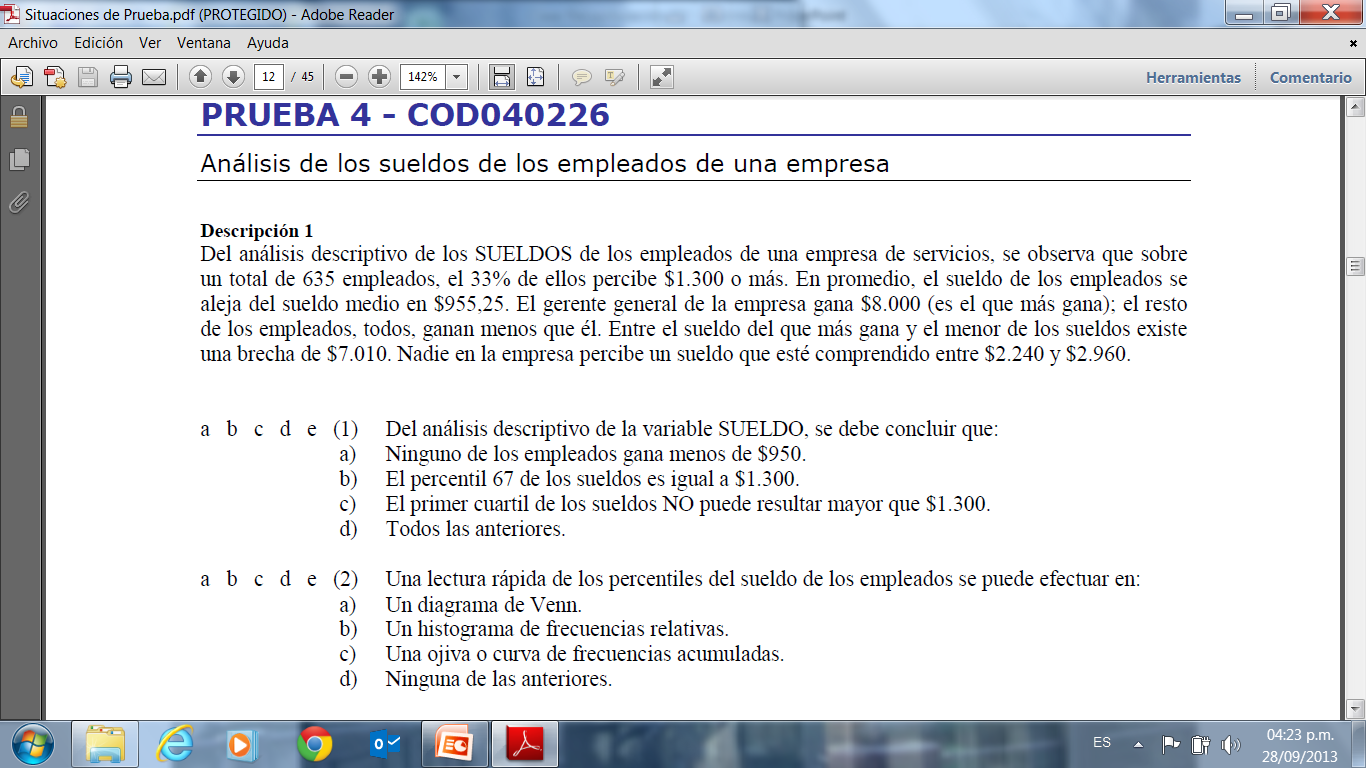 Situaciones de Prueba.pdf (PROTEGIDO) - Adobe Reader
Archivo Edición Ver Ventana Ayuda
12 / 45 142% Herramientas Comentario
PRUEBA 4 - COD040226
Análisis de los sueldos de los empleados de una empresa
Descripción 1
Del análisis descriptivo de los SUELDOS de los empleados de una empresa de servicios, se observa que sobre
un total de 635 empleados, el 33% de ellos percibe $1.300 o más. En promedio, el sueldo de los empleados se
aleja del sueldo medio en $955,25. El gerente general de la empresa gana $8.000 (es el que más gana); el resto
de los empleados, todos, ganan menos que él. Entre el sueldo del que más gana y el menor de los sueldos existe
una brecha de $7.010. Nadie en la empresa percibe un sueldo que esté comprendido entre $2.240 y $2.960.
a b c d e (1) Del análisis descriptivo de la variable SUELDO, se debe concluir que:
a) Ninguno de los empleados gana menos de $950.
b) El percentil 67 de los sueldos es igual a $1.300.
c) El primer cuartil de los sueldos NO puede resultar mayor que $1.300.
d) Todos las anteriores.
a b c d e (2) Una lectura rápida de los percentiles del sueldo de los empleados se puede efectuar en:
a) Un diagrama de Venn.
b) Un histograma de frecuencias relativas.
c) Una ojiva o curva de frecuencias acumuladas.
d) Ninguna de las anteriores.
ES 04:23 p.m.
28/09/2013